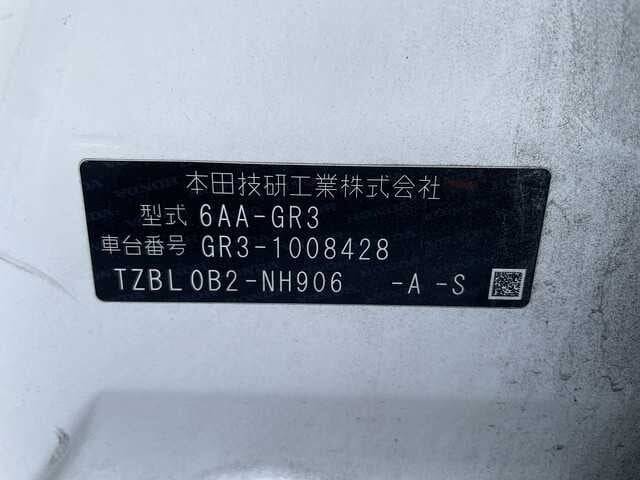 本田技研工業株式会社
型式 6AA-GR3
車台番号 GR3-1008428
TZBL0B2-NH906 -A -S